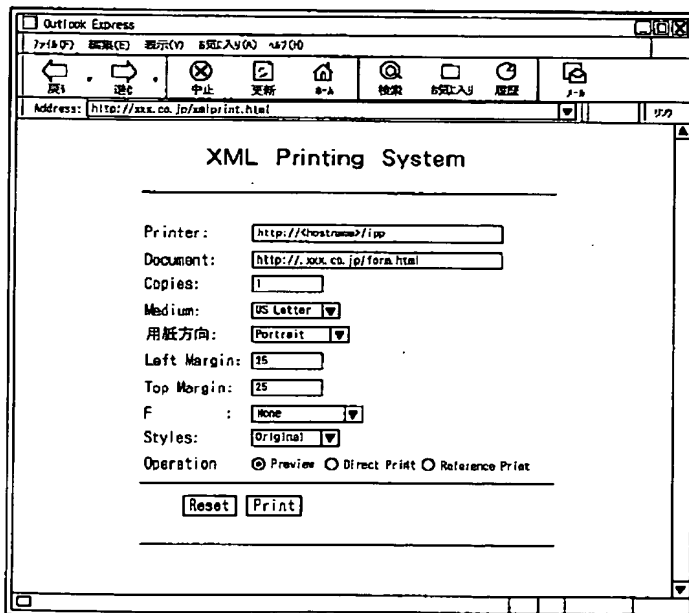 Outlook Express
ファイル(F) 編集(E) 表示(V) お気に入り(A) ヘルプ(H)
戻る 進む 中止 更新 ホーム 検索 お気に入り 履歴 メール
Address: http://xxx.co.jp/xmlprint.html リンク
XML Printing System
Printer: http://<hostname>/ipp
Document: http://.xxx.co.jp/form.html
Copies: 1
Medium: US Letter
用紙方向: Portrait
Left Margin: 25
Top Margin: 25
F : None
Styles: Original
Operation Preview Direct Print Reference Print
Reset Print